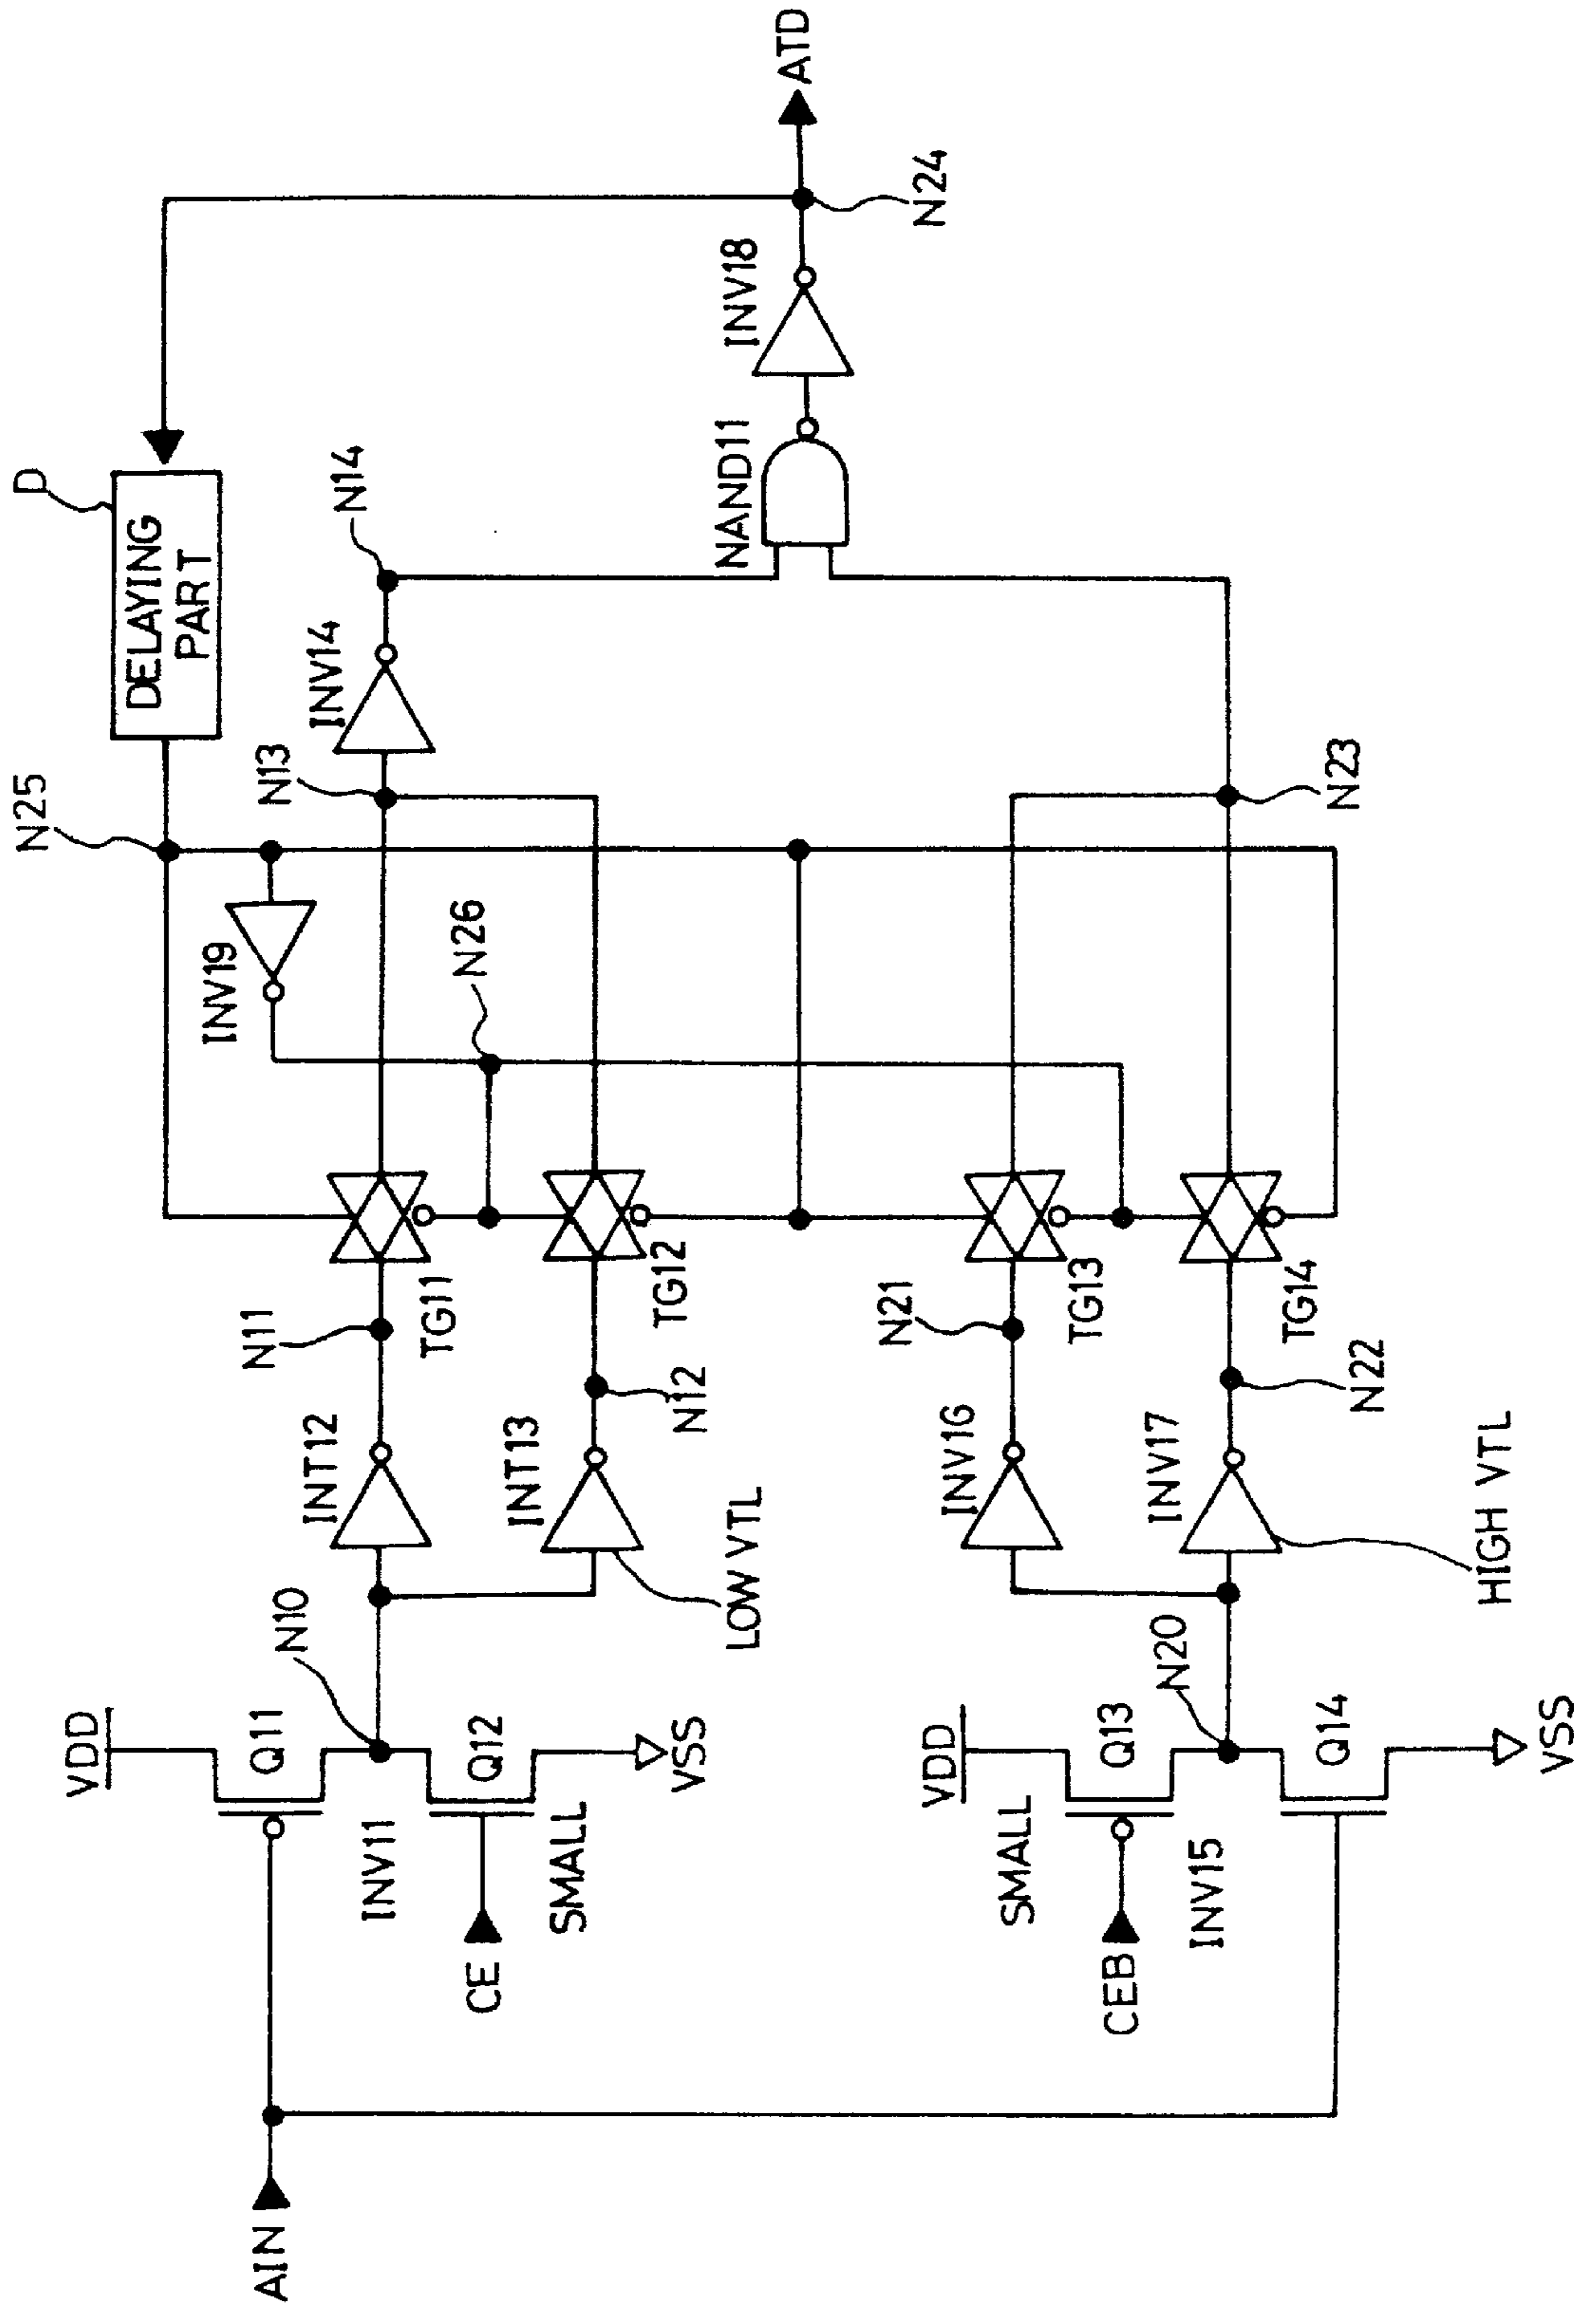 AIN
VDD
Q11
N10
INV11
Q12
CE
SMALL
VSS
INT12
N11
TG11
INT13
LOW VTL
N12
TG12
N25
D
DELAYING
PART
INV19
N26
N13
INV14
N14
NAND11
INV18
N24
ATD
VDD
SMALL
Q13
CEB
INV15
N20
Q14
VSS
INV16
N21
TG13
INV17
HIGH VTL
N22
TG14
N23